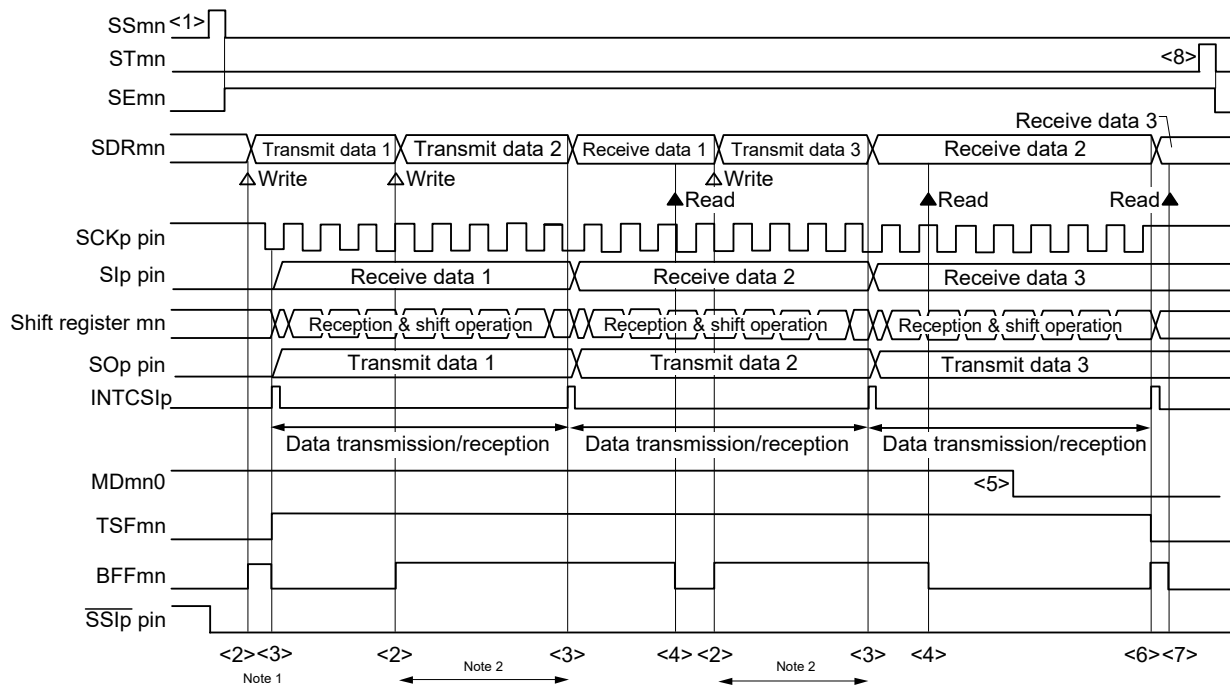 SSmn <1>
STmn <8>
SEmn
Receive data 3
SDRmn Transmit data 1 Transmit data 2 Receive data 1 Transmit data 3 Receive data 2
Write Write Write
Read Read Read
SCKp pin
SIp pin Receive data 1 Receive data 2 Receive data 3
Shift register mn Reception & shift operation Reception & shift operation Reception & shift operation
SOp pin Transmit data 1 Transmit data 2 Transmit data 3
INTCSIp
Data transmission/reception Data transmission/reception Data transmission/reception
MDmn0 <5>
TSFmn
BFFmn
SSIp pin
<2> <3> <2> <3> <4> <2> <3> <4> <6> <7>
Note 1 Note 2 Note 2